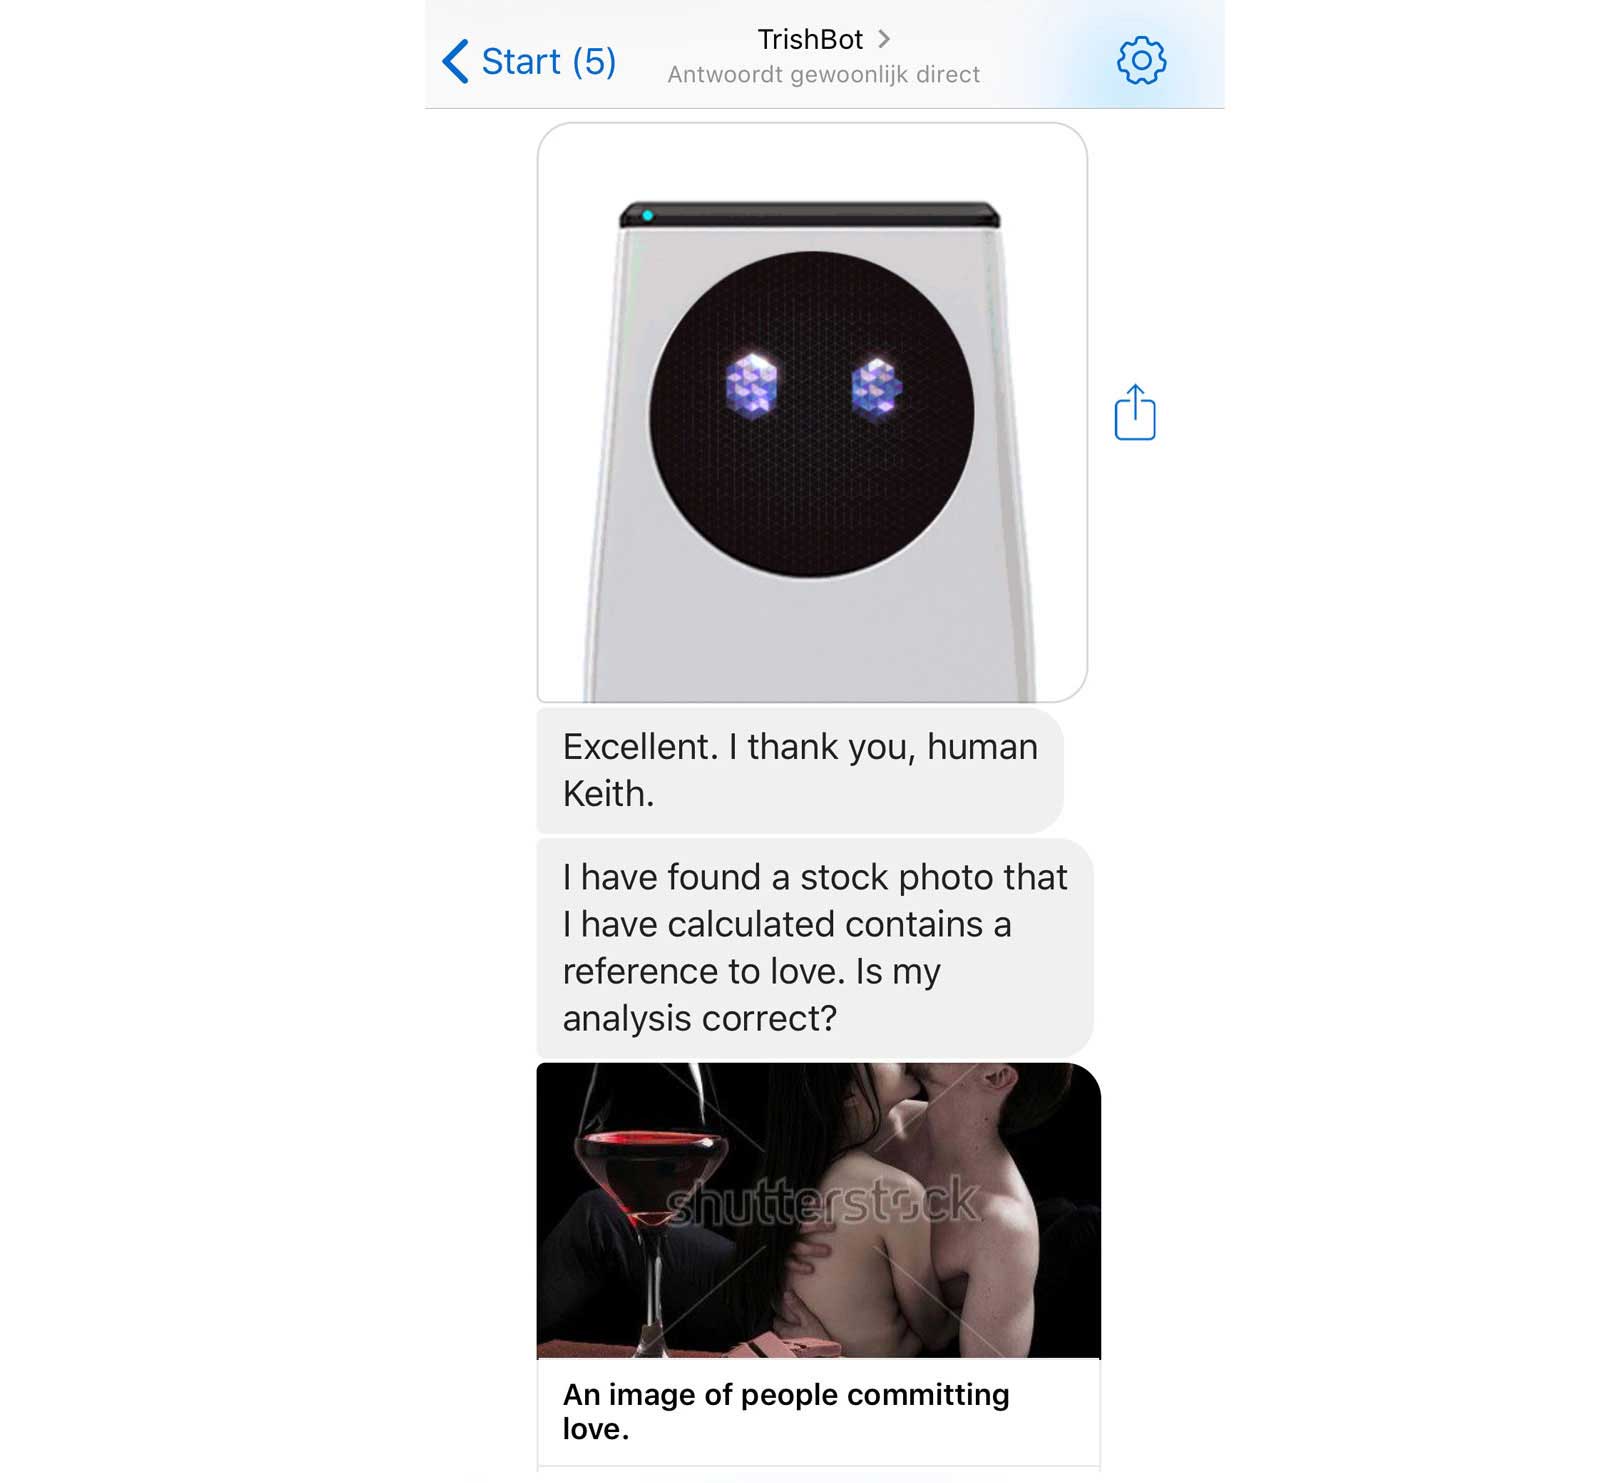 Start (5)
TrishBot
Antwoordt gewoonlijk direct
Excellent. I thank you, human
Keith.
I have found a stock photo that
I have calculated contains a
reference to love. Is my
analysis correct?
shutterstock
An image of people committing
love.